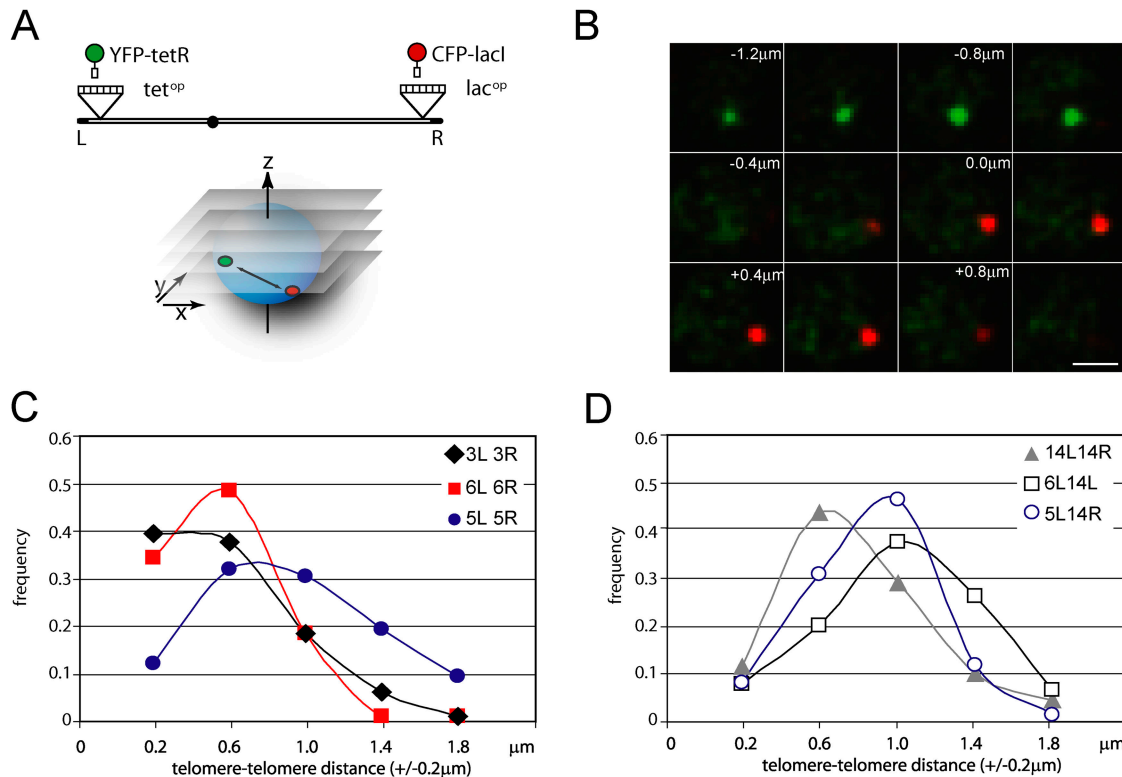 A
YFP-tetR
CFP-lacI
tet^op
lac^op
L
R
z
y
x
B
-1.2μm
-0.8μm
-0.4μm
0.0μm
+0.4μm
+0.8μm
C
0.6
0.5
0.4
0.3
0.2
0.1
0
frequency
3L 3R
6L 6R
5L 5R
0 0.2 0.6 1.0 1.4 1.8 μm
telomere-telomere distance (+/-0.2μm)
D
0.6
0.5
0.4
0.3
0.2
0.1
0
frequency
14L14R
6L14L
5L14R
0 0.2 0.6 1.0 1.4 1.8 μm
telomere-telomere distance (+/-0.2μm)